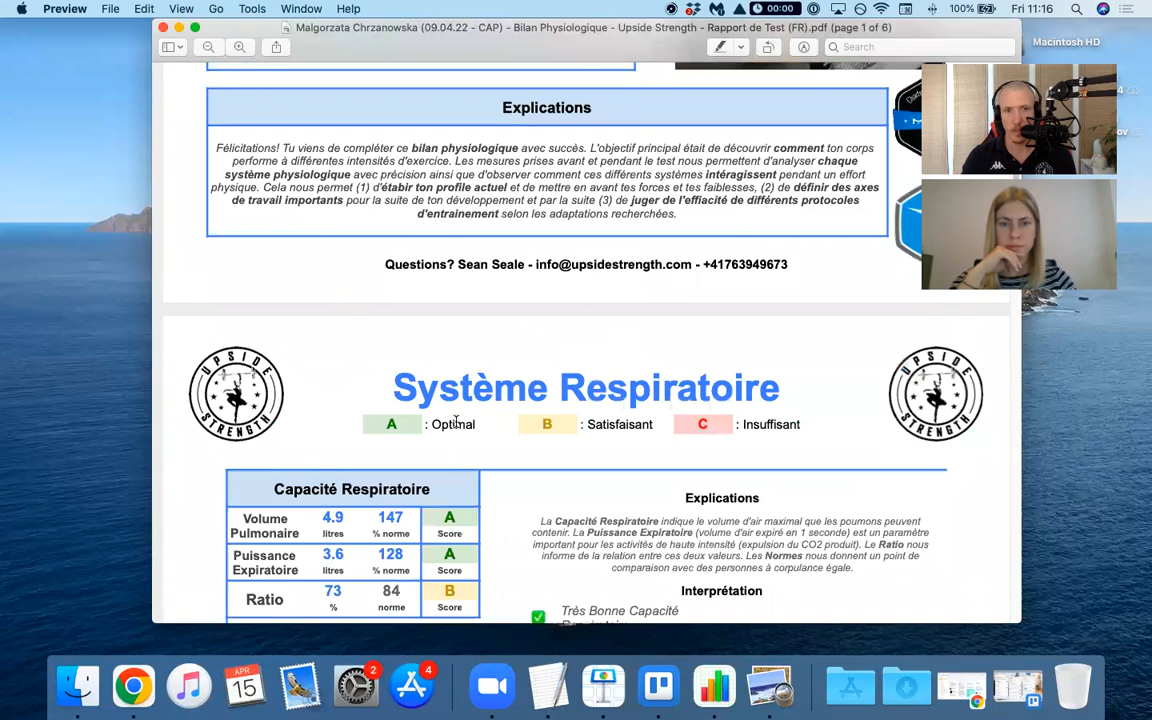 Preview File Edit View Go Tools Window Help
00:00 100% Fri 11:16
Malgorzata Chrzanowska (09.04.22 - CAP) - Bilan Physiologique - Upside Strength - Rapport de Test (FR).pdf (page 1 of 6)
Search
Macintosh HD
Explications
Félicitations! Tu viens de compléter ce bilan physiologique avec succès. L'objectif principal était de découvrir comment ton corps
performe à différentes intensités d'exercice. Les mesures prises avant et pendant le test nous permettent d'analyser chaque
système physiologique avec précision ainsi que d'observer comment ces différents systèmes intéragissent pendant un effort
physique. Cela nous permet (1) d'établir ton profile actuel et de mettre en avant tes forces et tes faiblesses, (2) de définir des axes
de travail importants pour la suite de ton développement et par la suite (3) de juger de l'effiacité de différents protocoles
d'entrainement selon les adaptations recherchées.
Questions? Sean Seale - info@upsidestrength.com - +41763949673
UPSIDE
STRENGTH
Système Respiratoire
A : Optimal B : Satisfaisant C : Insuffisant
UPSIDE
STRENGTH
Capacité Respiratoire
Volume Pulmonaire 4.9 litres 147 % norme A Score
Puissance Expiratoire 3.6 litres 128 % norme A Score
Ratio 73 % 84 norme B Score
Explications
La Capacité Respiratoire indique le volume d'air maximal que les poumons peuvent
contenir. La Puissance Expiratoire (volume d'air expiré en 1 seconde) est un paramètre
important pour les activités de haute intensité (expulsion du CO2 produit). Le Ratio nous
informe de la relation entre ces deux valeurs. Les Normes nous donnent un point de
comparaison avec des personnes à corpulance égale.
Interprétation
Très Bonne Capacité
APR
15
2
4